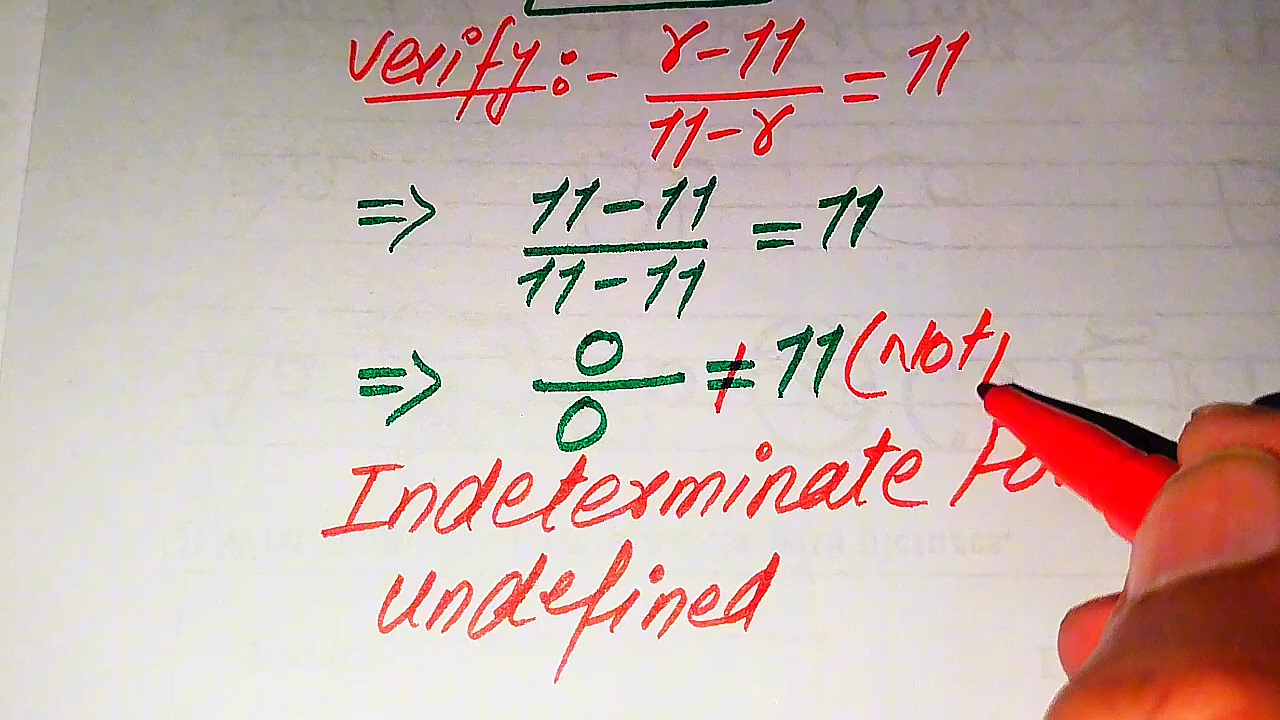 Verify:- r-11/11-r = 11
=> 11-11/11-11 = 11
=> 0/0 ≠ 11 (Not)
Indeterminate
undefined